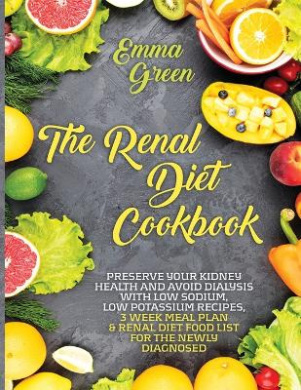 Emma
Green
The Renal
Diet
Cookbook
PRESERVE YOUR KIDNEY
HEALTH AND AVOID DIALYSIS
WITH LOW SODIUM,
LOW POTASSIUM RECIPES,
3 WEEK MEAL PLAN
& RENAL DIET FOOD LIST
FOR THE NEWLY
DIAGNOSED